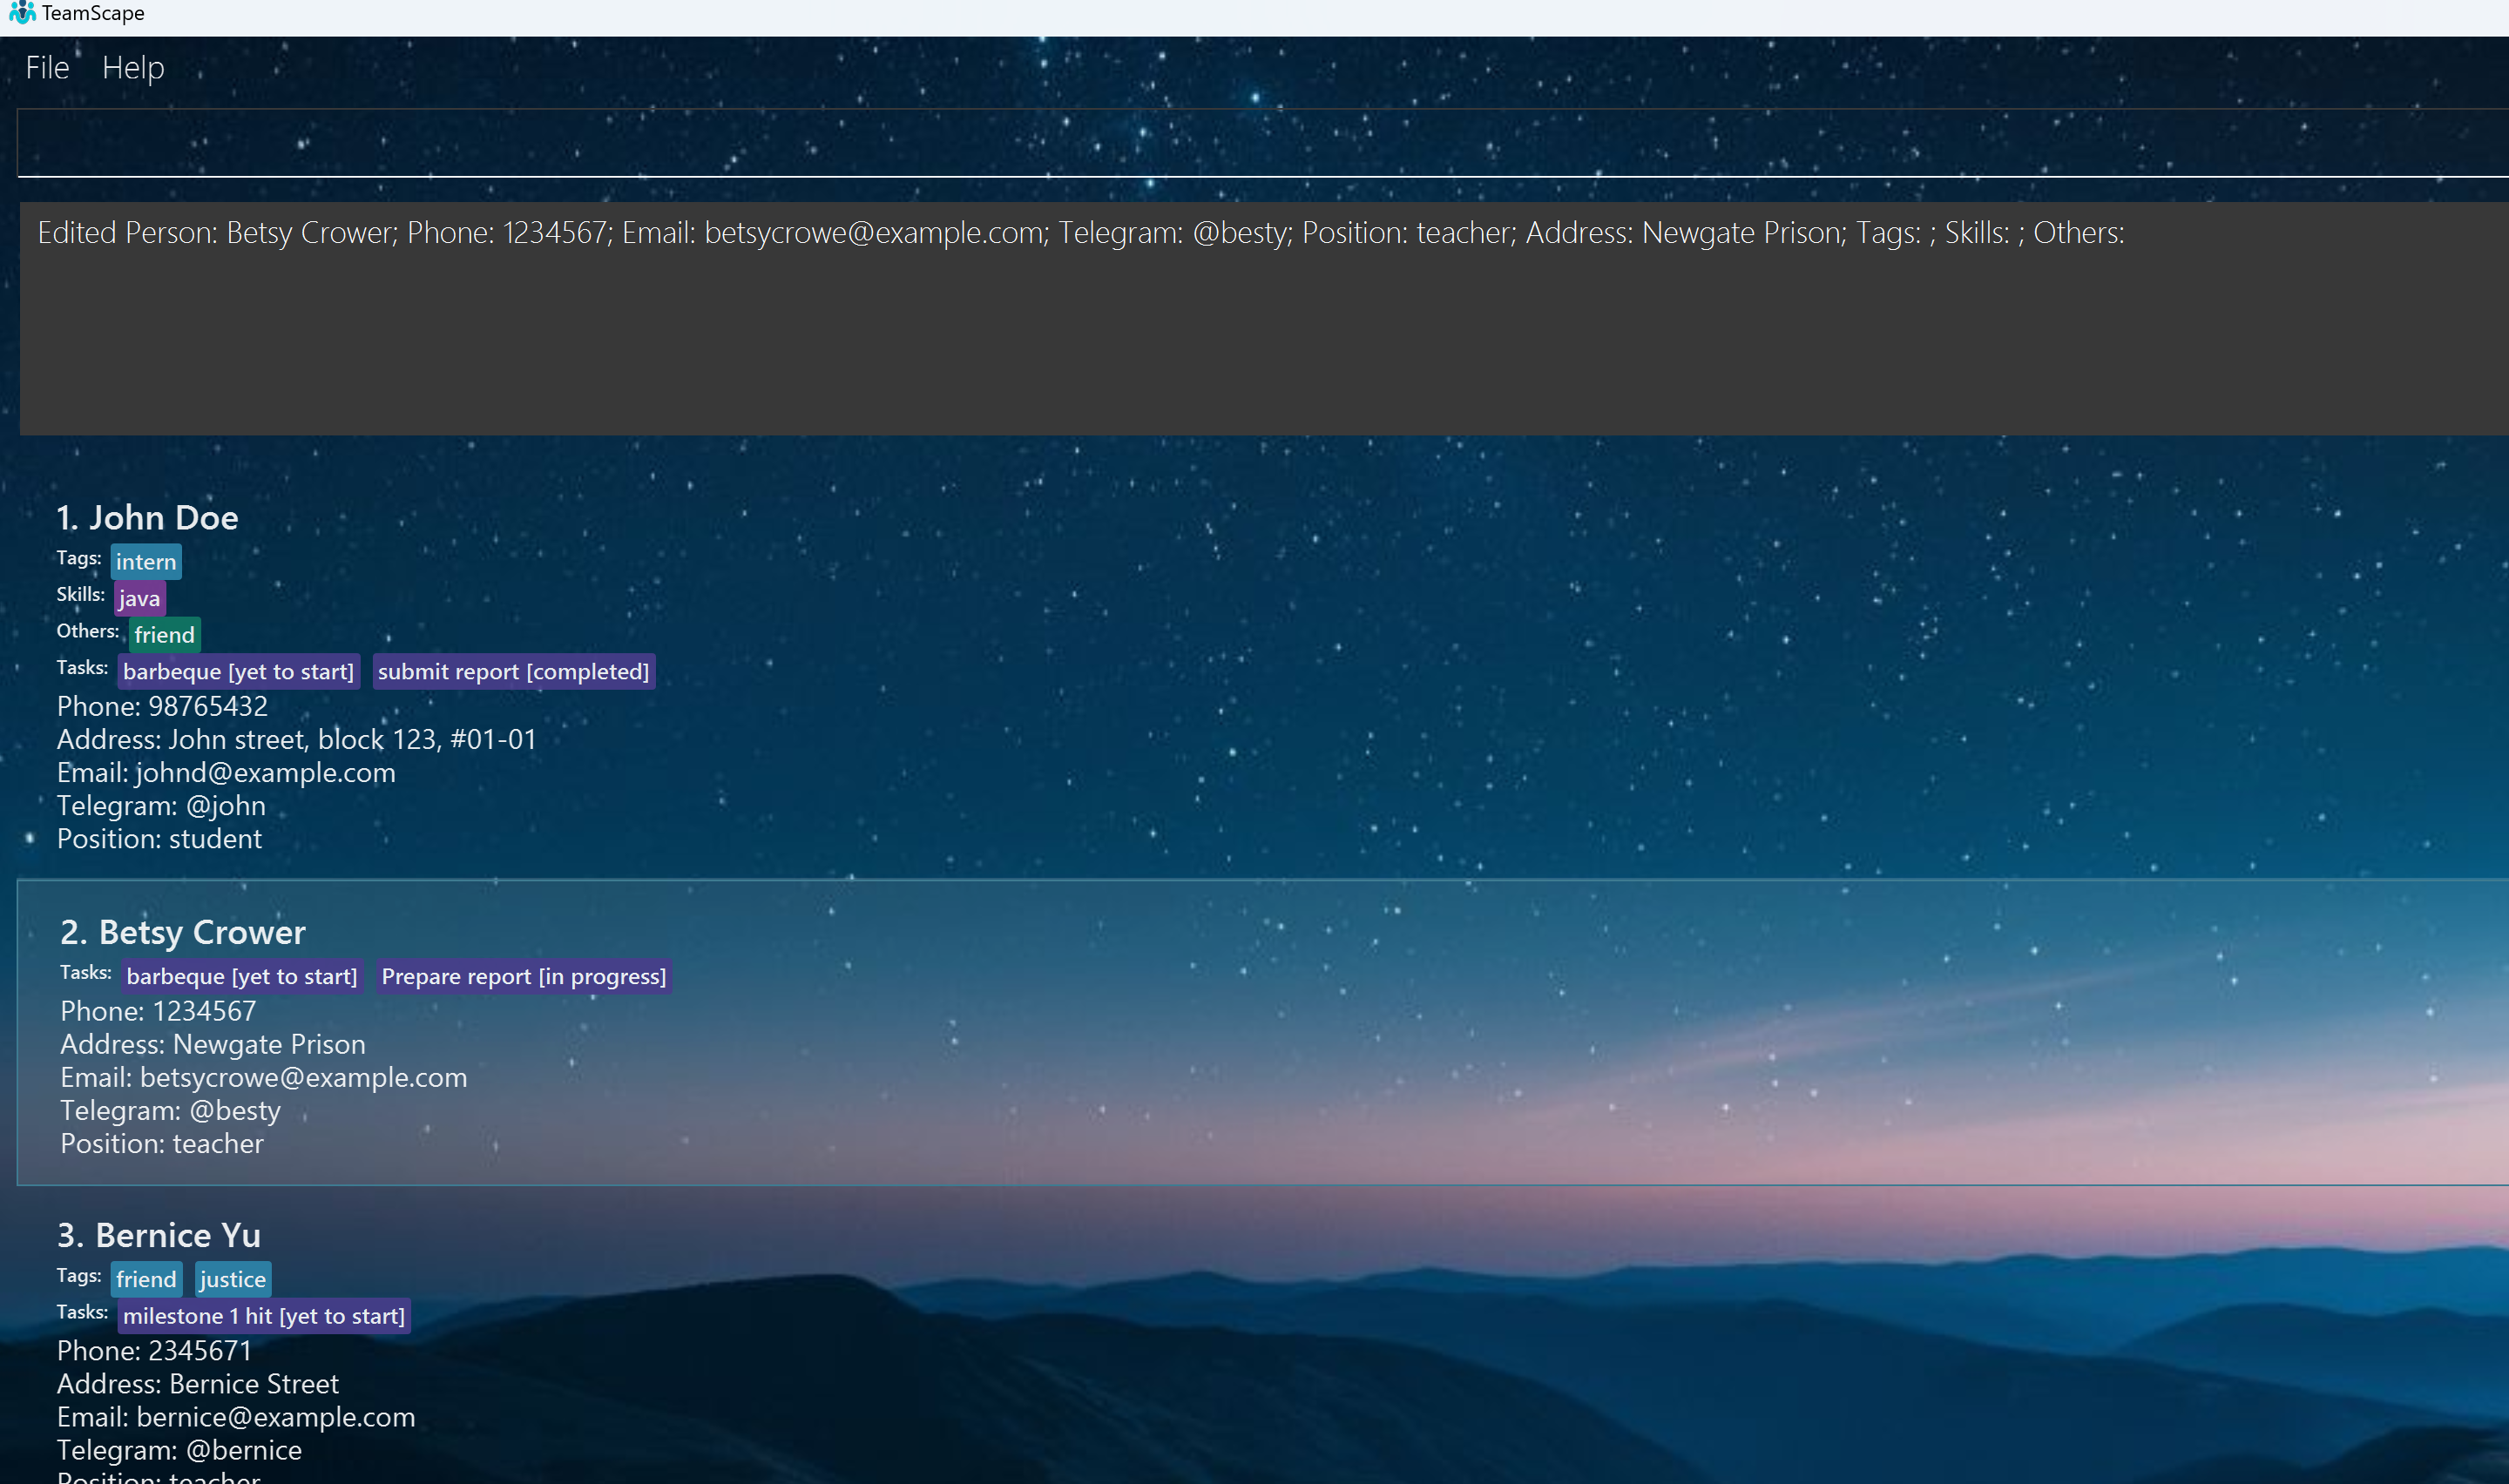 TeamScape
File Help
Edited Person: Betsy Crower; Phone: 1234567; Email: betsycrowe@example.com; Telegram: @besty; Position: teacher; Address: Newgate Prison; Tags: ; Skills: ; Others:
1. John Doe
Tags: intern
Skills: java
Others: friend
Tasks: barbeque [yet to start] submit report [completed]
Phone: 98765432
Address: John street, block 123, #01-01
Email: johnd@example.com
Telegram: @john
Position: student
2. Betsy Crower
Tasks: barbeque [yet to start] Prepare report [in progress]
Phone: 1234567
Address: Newgate Prison
Email: betsycrowe@example.com
Telegram: @besty
Position: teacher
3. Bernice Yu
Tags: friend justice
Tasks: milestone 1 hit [yet to start]
Phone: 2345671
Address: Bernice Street
Email: bernice@example.com
Telegram: @bernice
Position: teacher